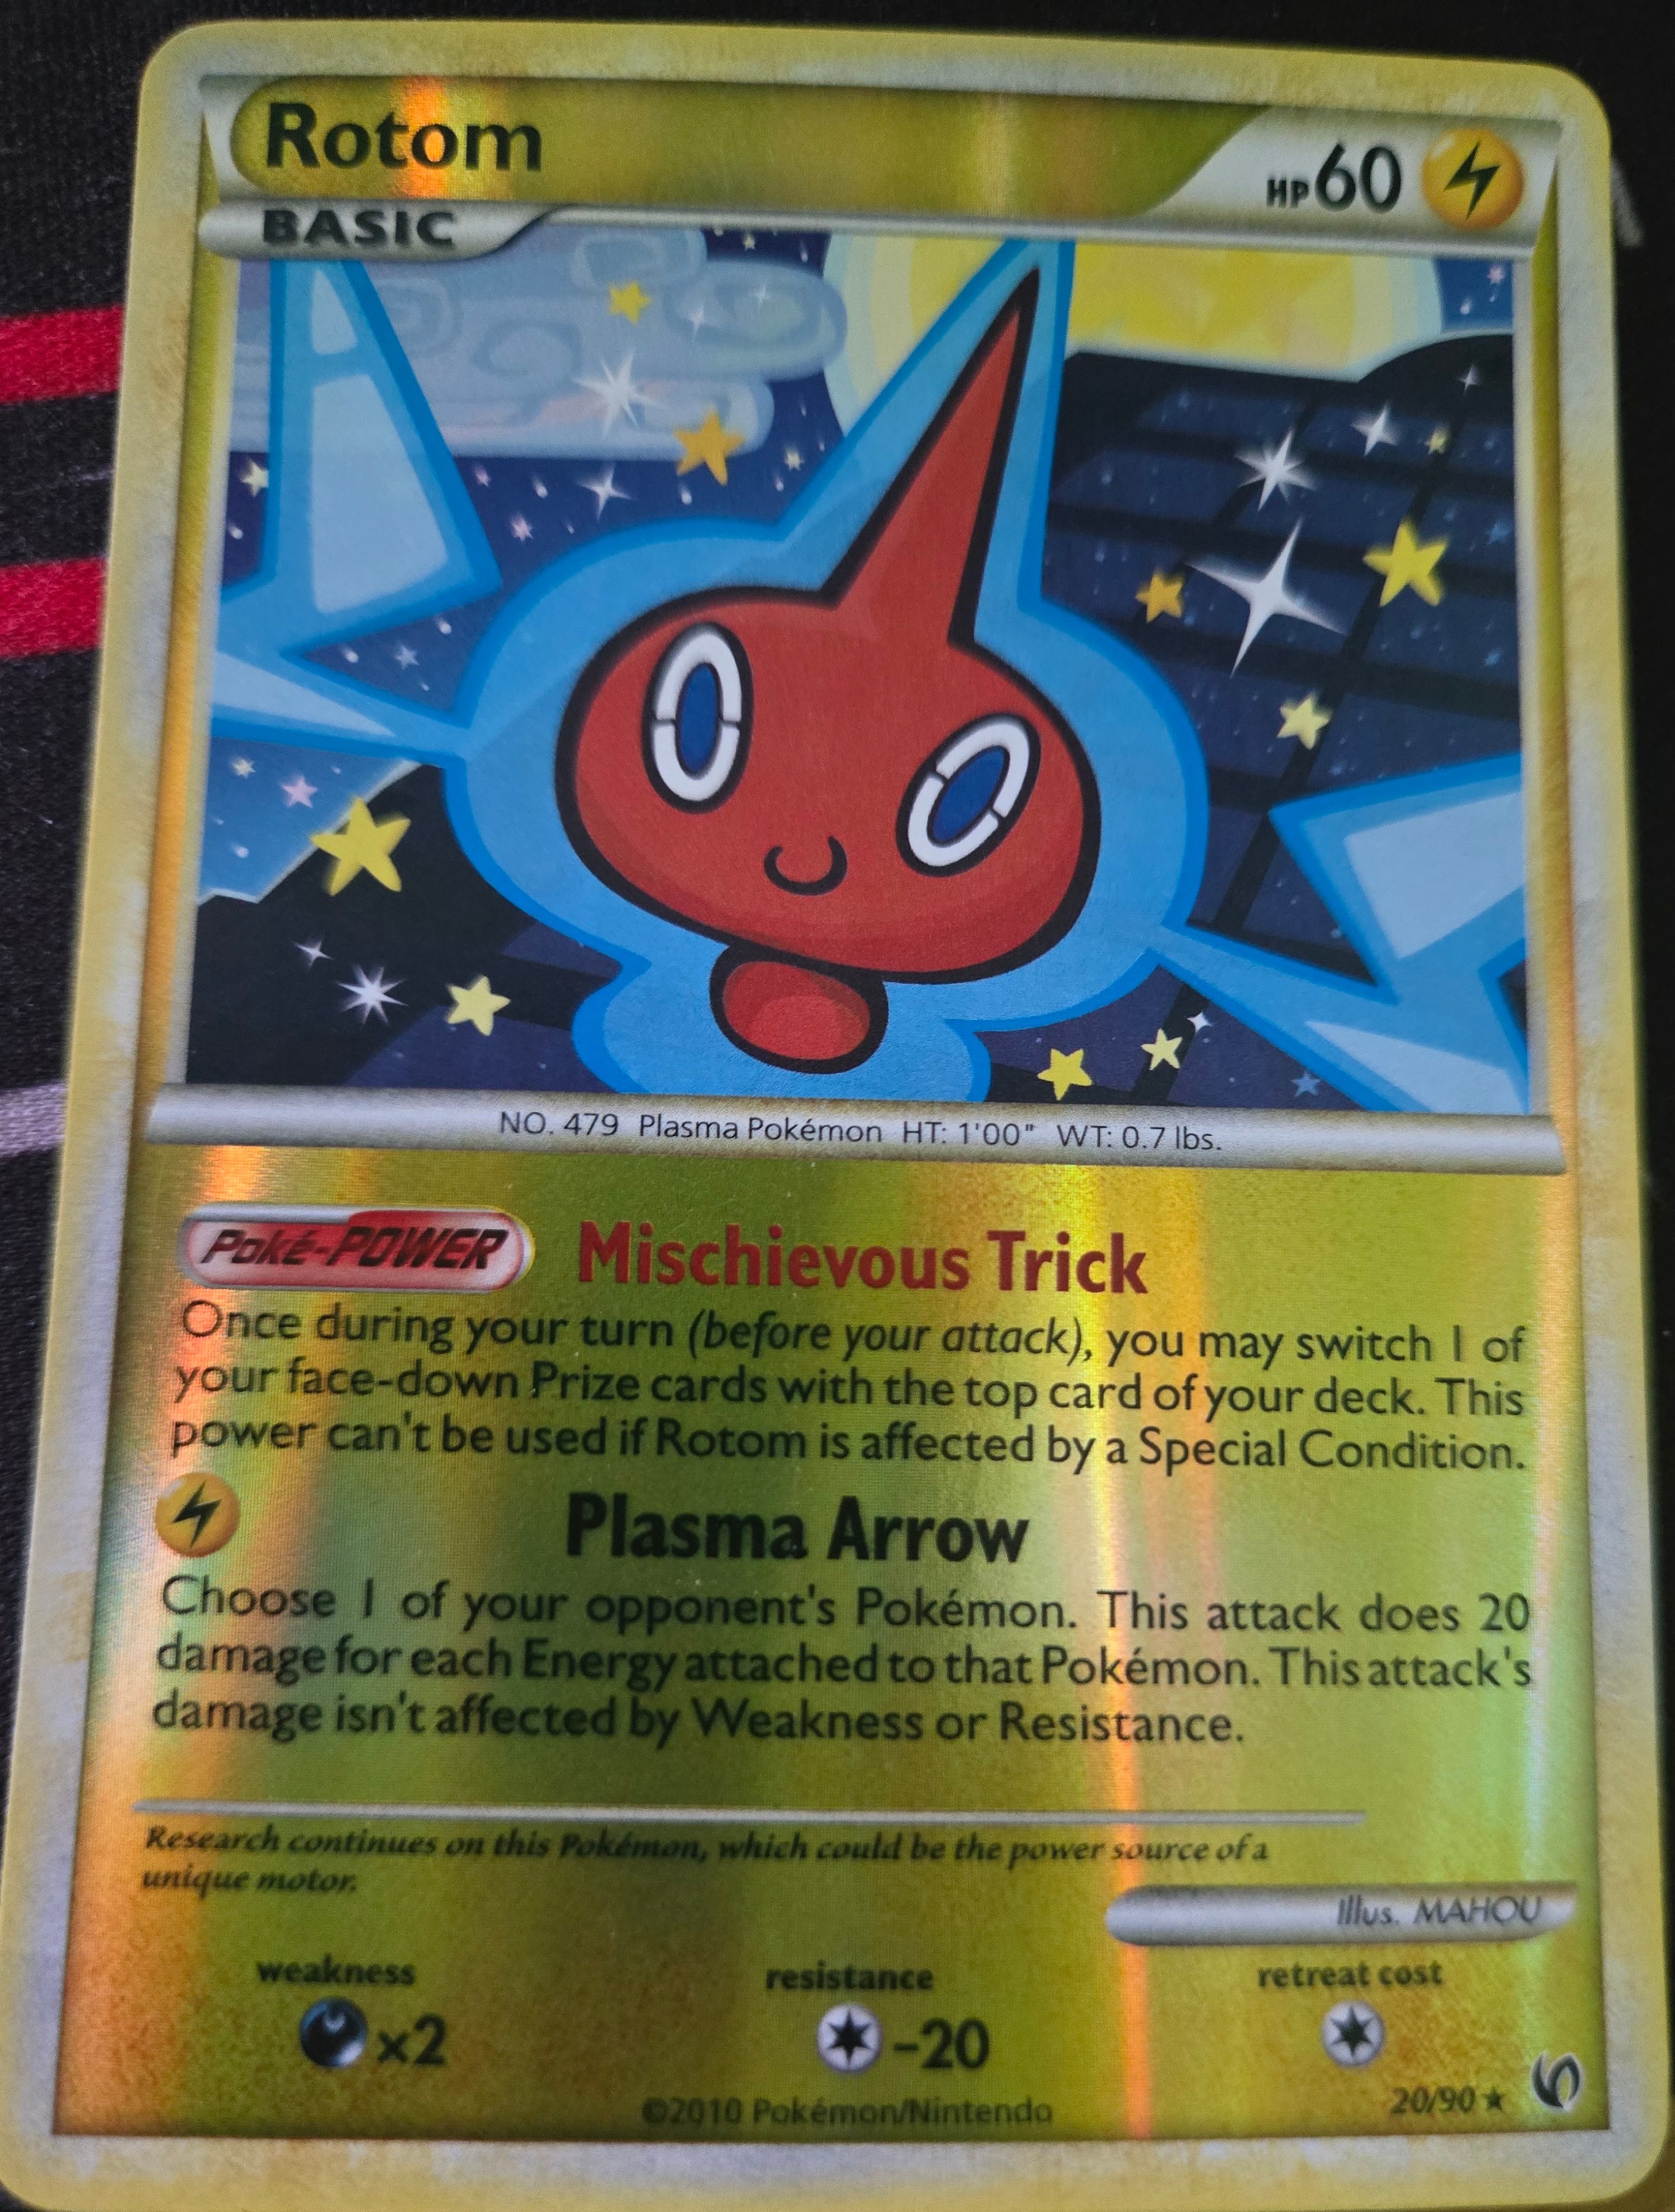 Rotom
HP60
BASIC
NO. 479 Plasma Pokémon HT: 1'00" WT: 0.7 lbs.
Poké-POWER Mischievous Trick
Once during your turn (before your attack), you may switch 1 of
your face-down Prize cards with the top card of your deck. This
power can't be used if Rotom is affected by a Special Condition.
Plasma Arrow
Choose 1 of your opponent's Pokémon. This attack does 20
damage for each Energy attached to that Pokémon. This attack's
damage isn't affected by Weakness or Resistance.
Research continues on this Pokémon, which could be the power source of a
unique motor.
Illus. MAHOU
weakness resistance retreat cost
x2 -20
©2010 Pokémon/Nintendo 20/90 ★